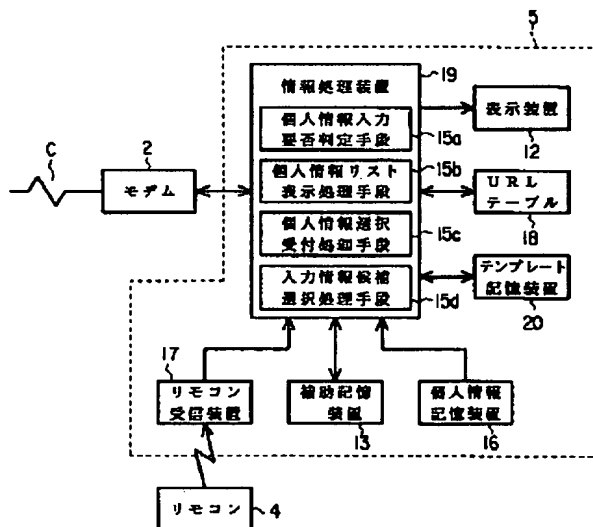 5
19
情報処理装置
個人情報入力
要否判定手段
15a
個人情報リスト
表示処理手段
15b
個人情報選択
受付処理手段
15c
入力情報候補
選択処理手段
15d
C
2
モデム
表示装置
12
URL
テーブル
18
テンプレート
記憶装置
20
17
リモコン
受信装置
補助記憶
装置
13
個人情報
記憶装置
16
リモコン
4